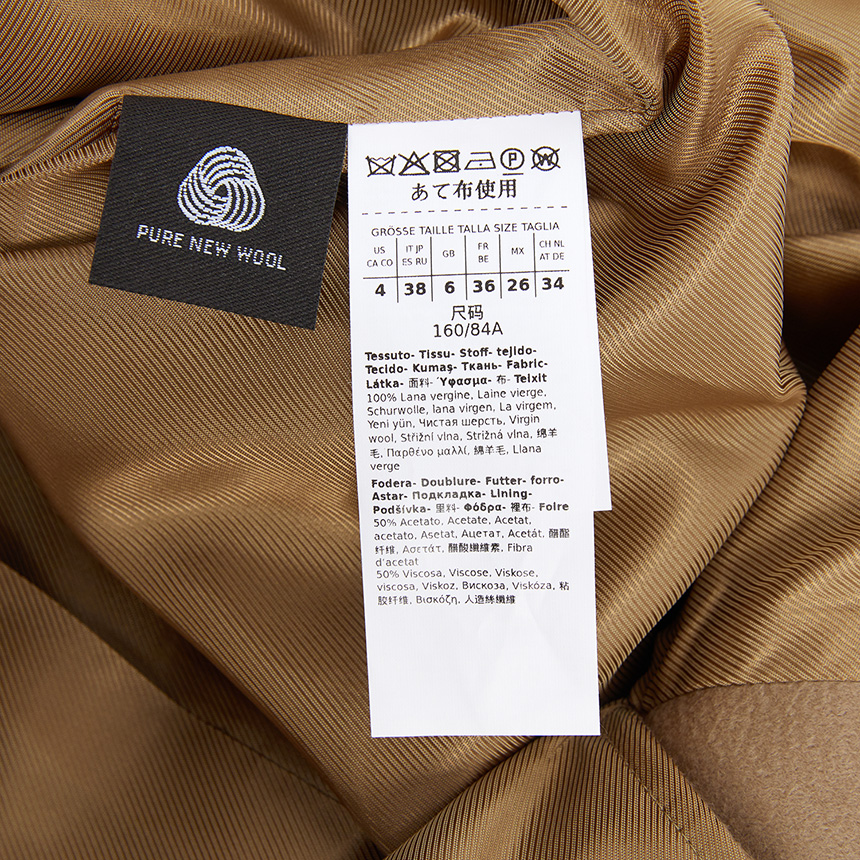 PURE NEW WOOL
P W
あて布使用
GRÖSSE TAILLE TALLA SIZE TAGLIA
US CA CO | IT JP ES RU | GB | FR BE | MX | CH NL AT DE
4 | 38 | 6 | 36 | 26 | 34
尺码
160/84A
Tessuto- Tissu- Stoff- tejido-
Tecido- Kumaş- Ткань- Fabric-
Látka- 面料- Ύφασμα- 布- Teixit
100% Lana vergine, Laine vierge,
Schurwolle, lana virgen, La virgem,
Yeni yün, Чистая шерсть, Virgin
wool, Střižní vlna, Strižná vlna, 绵羊
毛, Παρθένο μαλλί, 綿羊毛, Llana
verge
Fodera- Doublure- Futter- forro-
Astar- Подкладка- Lining-
Podšívka- 里料- Φόδρα- 裡布- Foire
50% Acetato, Acetate, Acetat,
acetato, Asetat, Ацетат, Acetát, 醋酯
纤维, Ασετάτ, 醋酸纖維素, Fibra
d'acetat
50% Viscosa, Viscose, Viskose,
viscosa, Viskoz, Вискоза, Viskóza, 粘
胶纤维, Βισκόζη, 人造絲纖維